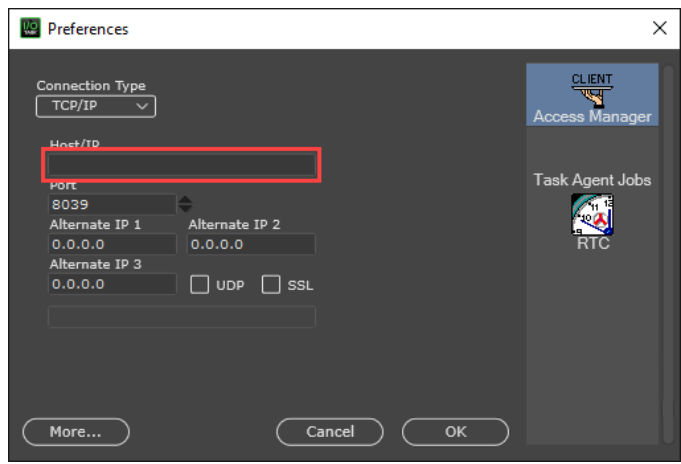 I/O
TASK
Preferences
Connection Type
TCP/IP
Host/IP
Port
8039
Alternate IP 1
Alternate IP 2
0.0.0.0
0.0.0.0
Alternate IP 3
0.0.0.0
UDP
SSL
More...
Cancel
OK
CLIENT
Access Manager
Task Agent Jobs
RTC